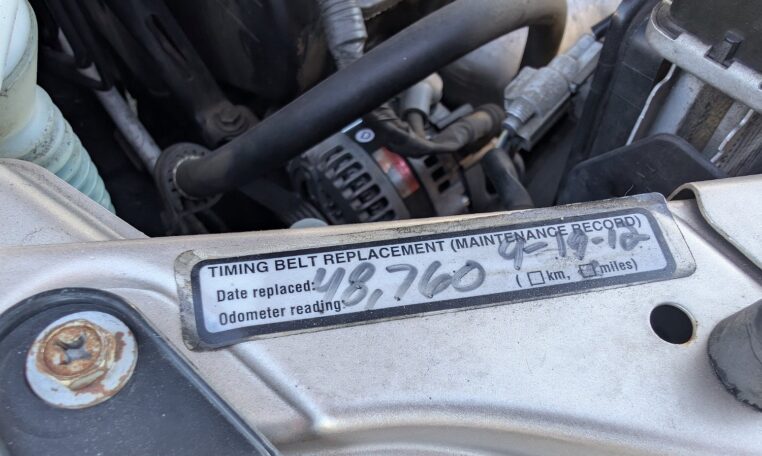 TIMING BELT REPLACEMENT (MAINTENANCE RECORD)
Date replaced: 48,760 9-19-12
Odometer reading: ( km, miles)